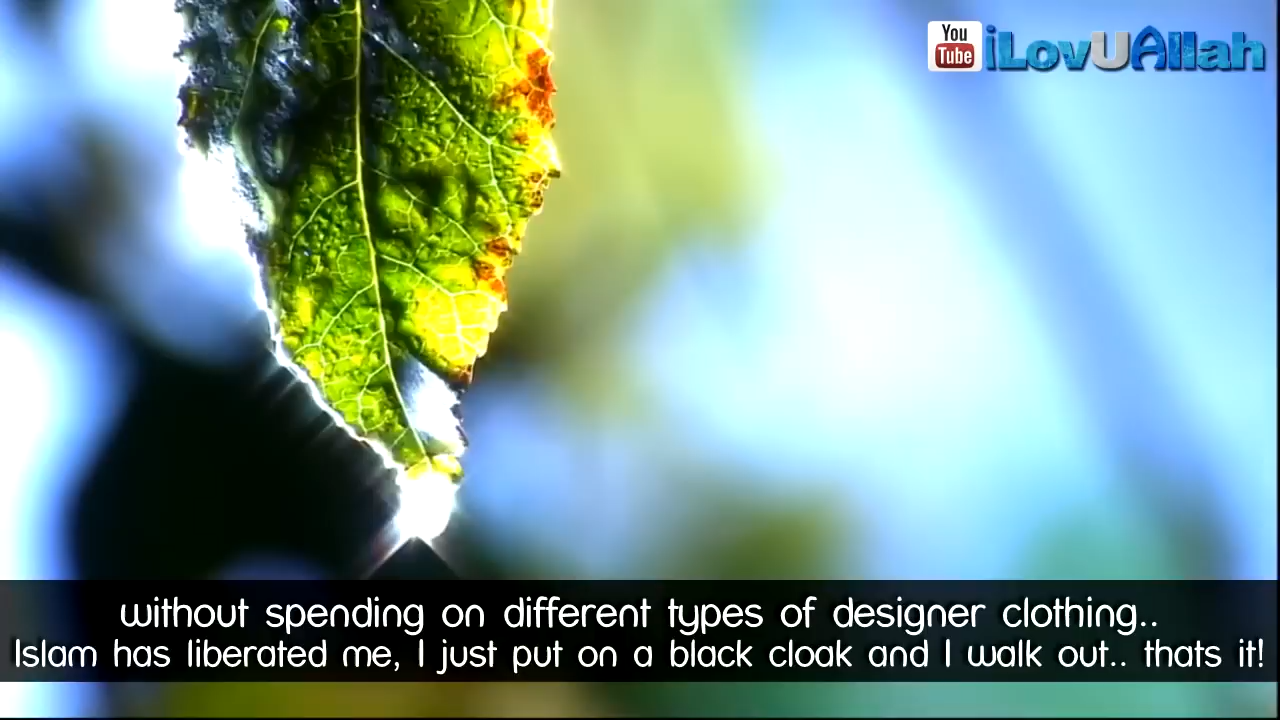 You
Tube
iLovUAllah
without spending on different types of designer clothing..
Islam has liberated me, I just put on a black cloak and I walk out.. thats it!